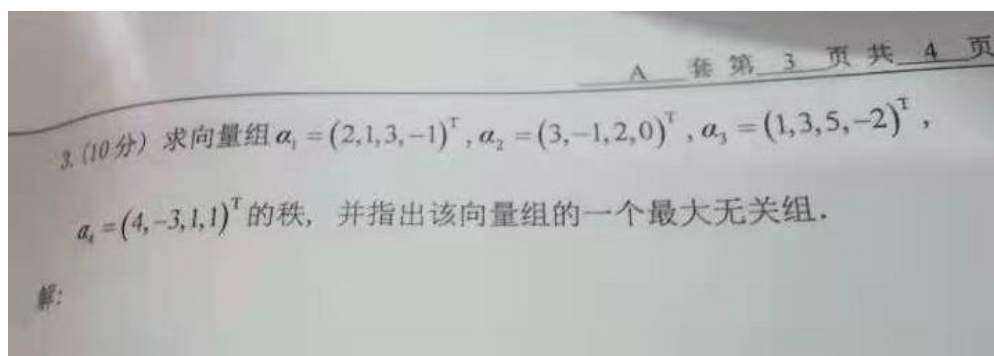 A 套 第 3 页 共 4 页
3.(10分) 求向量组 α₁ = (2,1,3,-1)ᵀ, α₂ = (3,-1,2,0)ᵀ, α₃ = (1,3,5,-2)ᵀ,
α₄ = (4,-3,1,1)ᵀ 的秩, 并指出该向量组的一个最大无关组.
解: